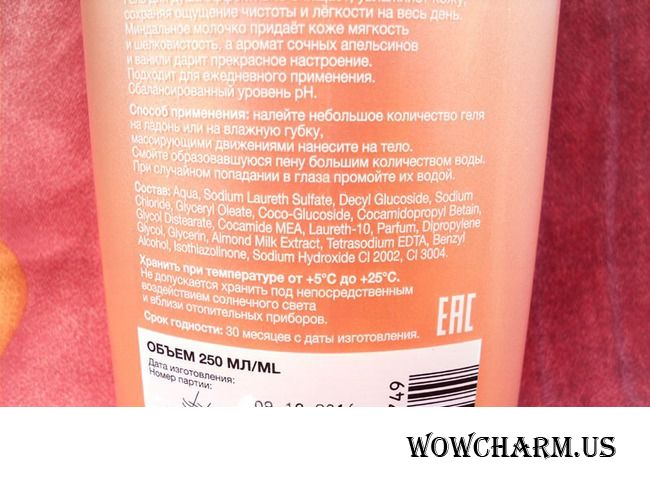 сохраняя ощущение чистоты и лёгкости на весь день.
Миндальное молочко придаёт коже мягкость
и шелковистость, а аромат сочных апельсинов
и ванили дарит прекрасное настроение.
Подходит для ежедневного применения.
Сбалансированный уровень pH.
Способ применения: налейте небольшое количество геля
на ладонь или на влажную губку,
массирующими движениями нанесите на тело.
Смойте образовавшуюся пену большим количеством воды.
При случайном попадании в глаза промойте их водой.
Состав: Aqua, Sodium Laureth Sulfate, Decyl Glucoside, Sodium
Chloride, Glyceryl Oleate, Coco-Glucoside, Cocamidopropyl Betain,
Glycol Distearate, Cocamide MEA, Laureth-10, Parfum, Dipropylene
Glycol, Glycerin, Almond Milk Extract, Tetrasodium EDTA, Benzyl
Alcohol, Isothiazolinone, Sodium Hydroxide CI 2002, CI 3004.
Хранить при температуре от +5°C до +25°C.
Не допускается хранить под непосредственным
воздействием солнечного света
и вблизи отопительных приборов.
Срок годности: 30 месяцев с даты изготовления.
EAC
ОБЪЕМ 250 МЛ/ML
Дата изготовления:
Номер партии:
749
WOWCHARM.US